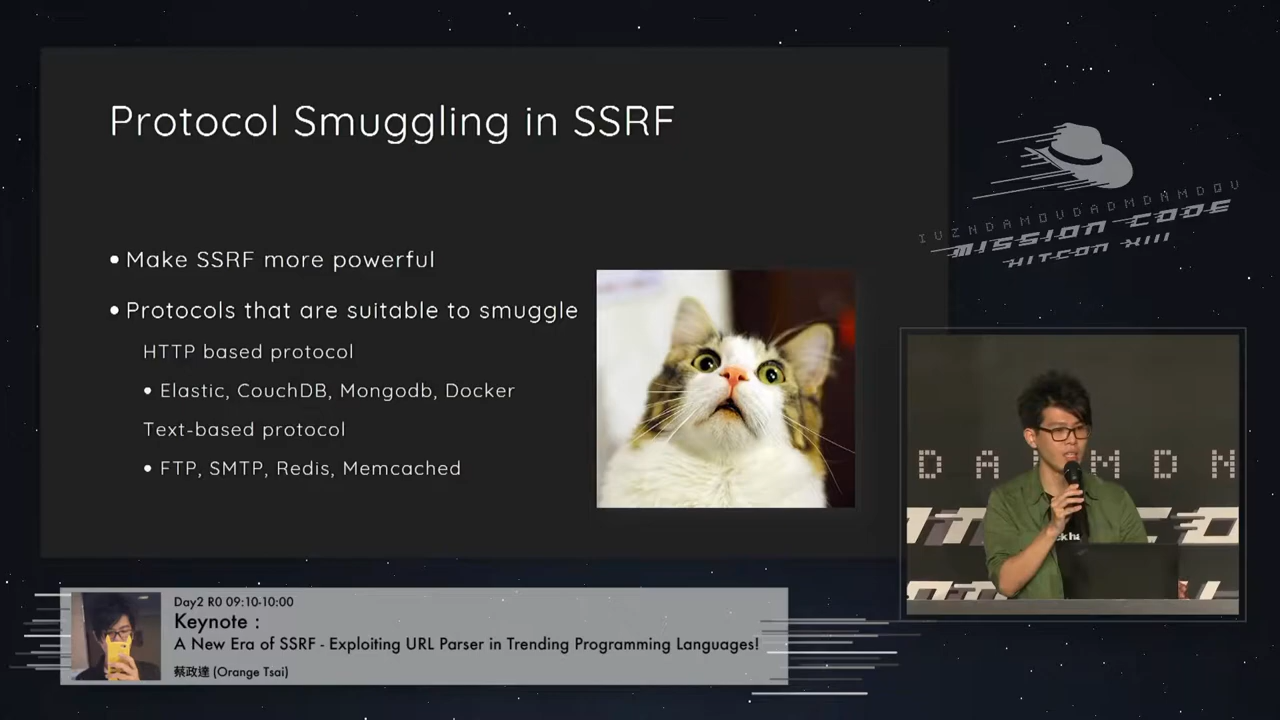 Protocol Smuggling in SSRF
• Make SSRF more powerful
• Protocols that are suitable to smuggle
HTTP based protocol
• Elastic, CouchDB, Mongodb, Docker
Text-based protocol
• FTP, SMTP, Redis, Memcached
IUZNDAMOUDADMDNMDQU
MISSION CODE
HITCON XIII
D A
M D N
Day2 R0 09:10-10:00
Keynote :
A New Era of SSRF - Exploiting URL Parser in Trending Programming Languages!
蔡政達 (Orange Tsai)